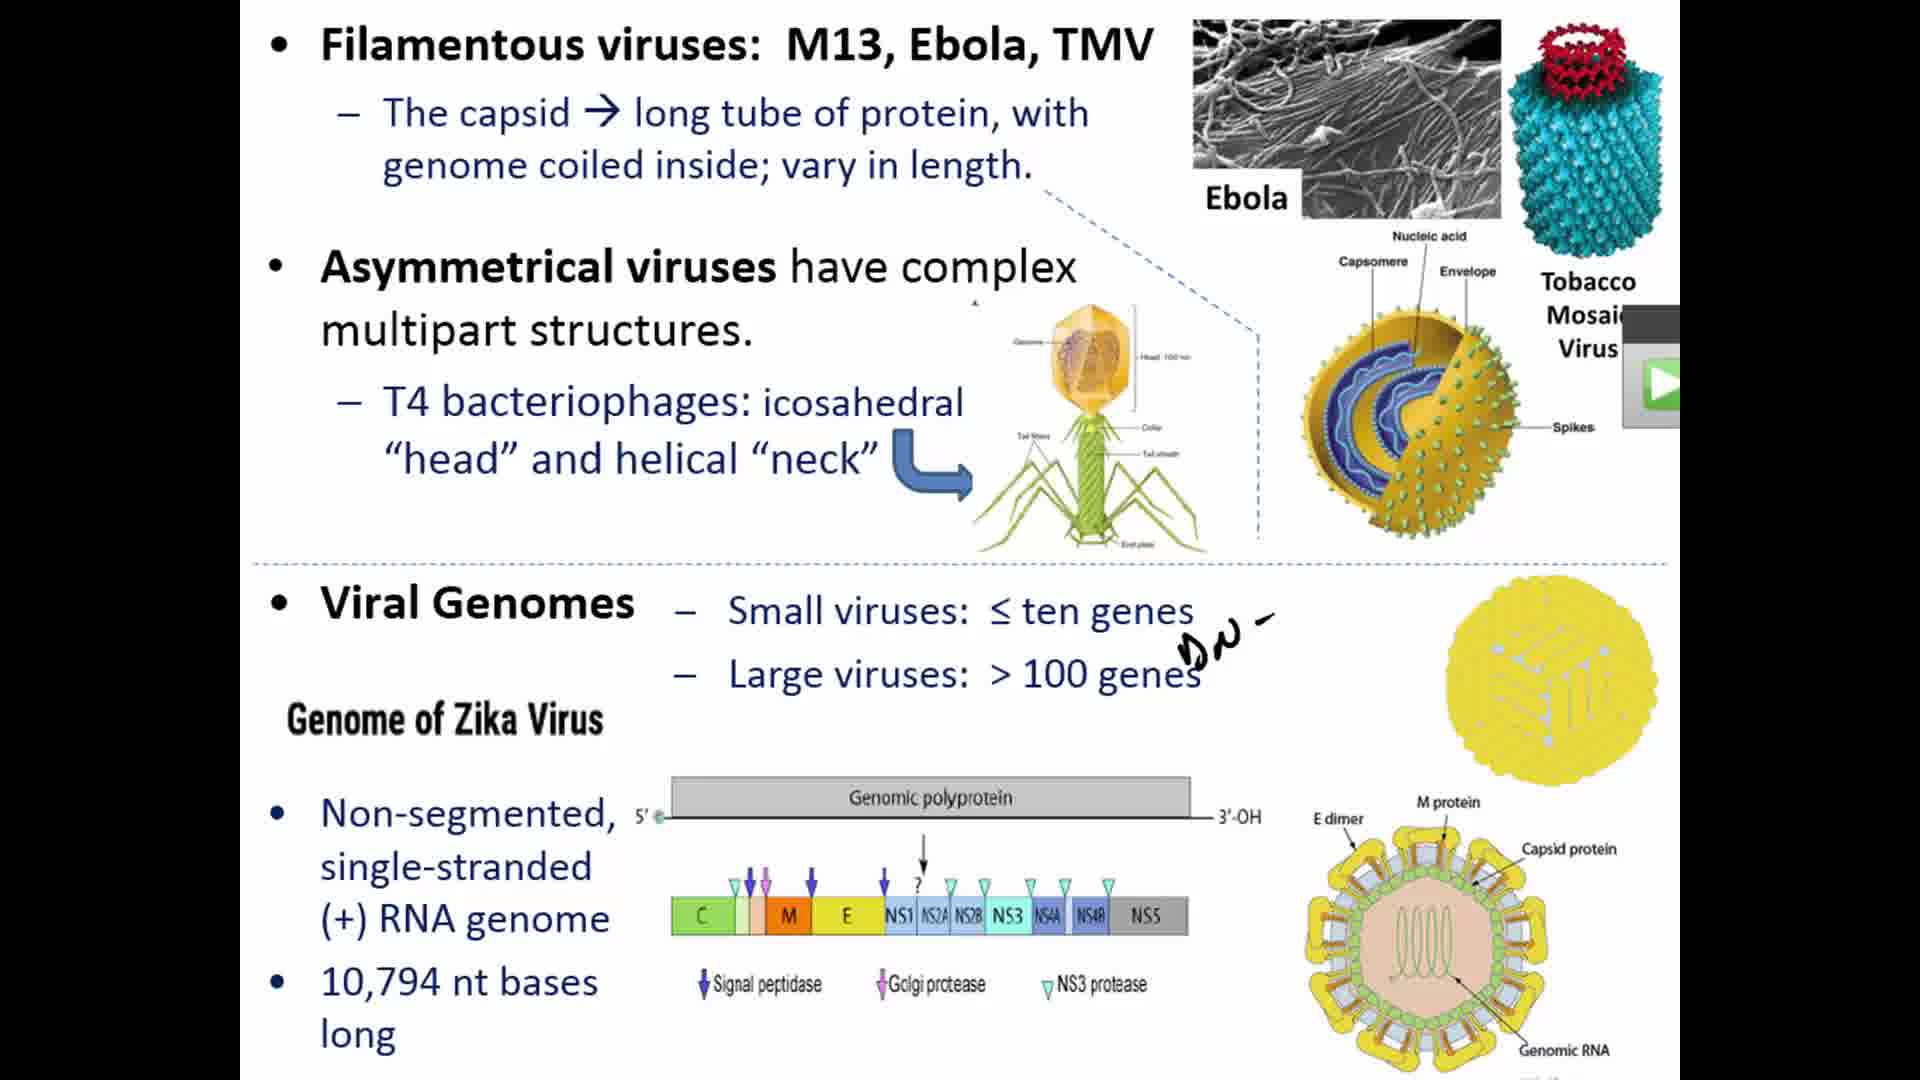 • Filamentous viruses: M13, Ebola, TMV
– The capsid → long tube of protein, with
genome coiled inside; vary in length.
Ebola
Tobacco
Mosaic
Virus
Nucleic acid
Capsomere
Envelope
Spikes
• Asymmetrical viruses have complex
multipart structures.
– T4 bacteriophages: icosahedral
“head” and helical “neck”
Genome
Head 100 nm
Collar
Tail fibres
Tail sheath
End plate
• Viral Genomes
– Small viruses: ≤ ten genes
– Large viruses: > 100 genes
DN
Genome of Zika Virus
• Non-segmented,
single-stranded
(+) RNA genome
• 10,794 nt bases
long
Genomic polyprotein
5' 3'-OH
?
C M E NS1 NS2A NS2B NS3 NS4A NS4B NS5
Signal peptidase Golgi protease NS3 protease
M protein
E dimer
Capsid protein
Genomic RNA